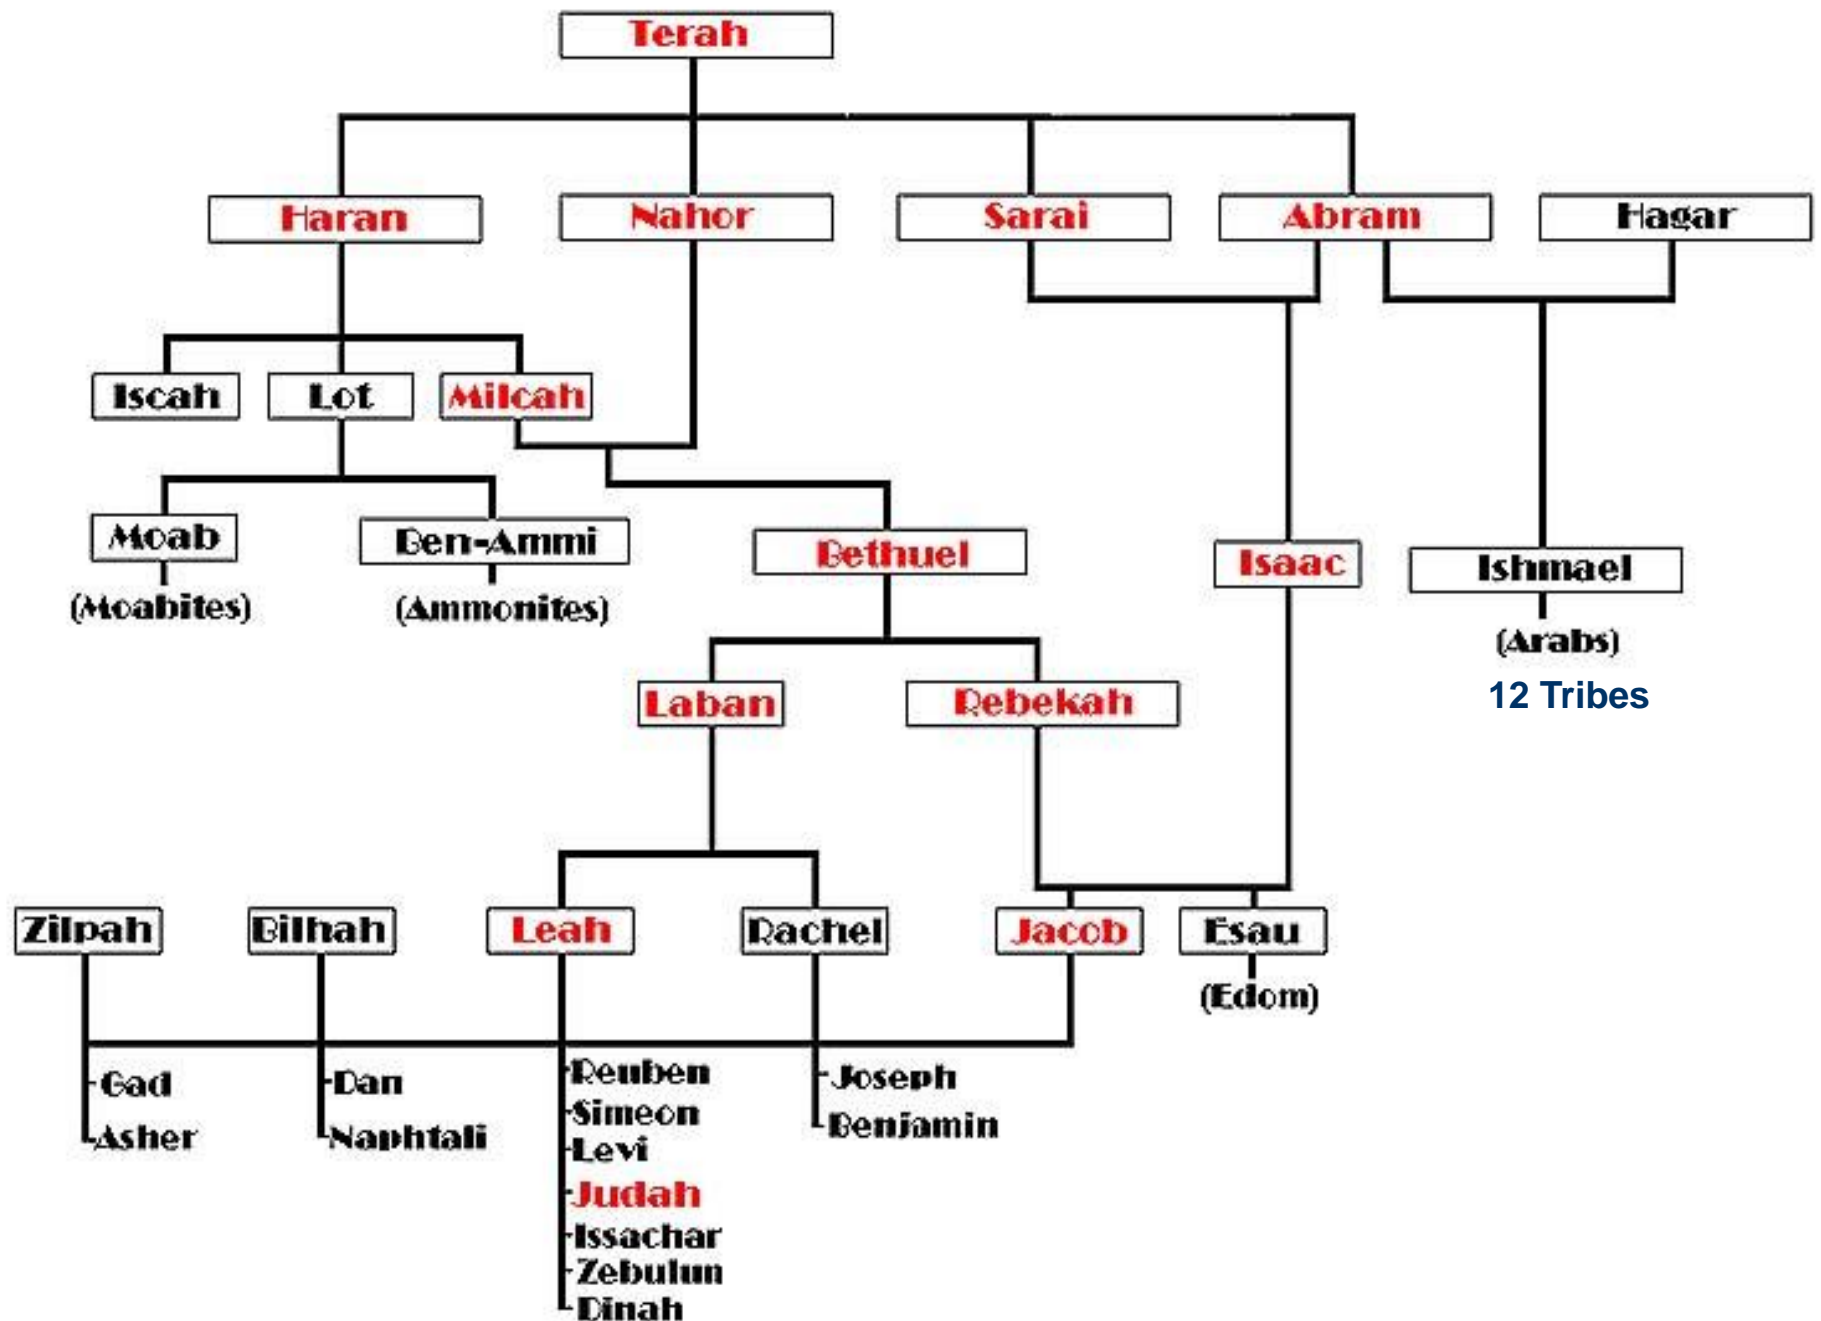 Terah
Haran
Nahor
Sarai
Abram
Hagar
Iscah
Lot
Milcah
Moab
Ben-Ammi
Bethuel
Isaac
Ishmael
(Moabites)
(Ammonites)
(Arabs)
12 Tribes
Laban
Rebekah
Zilpah
Bilhah
Leah
Rachel
Jacob
Esau
(Edom)
Gad
Asher
Dan
Naphtali
Reuben
Simeon
Levi
Judah
Issachar
Zebulun
Dinah
Joseph
Benjamin